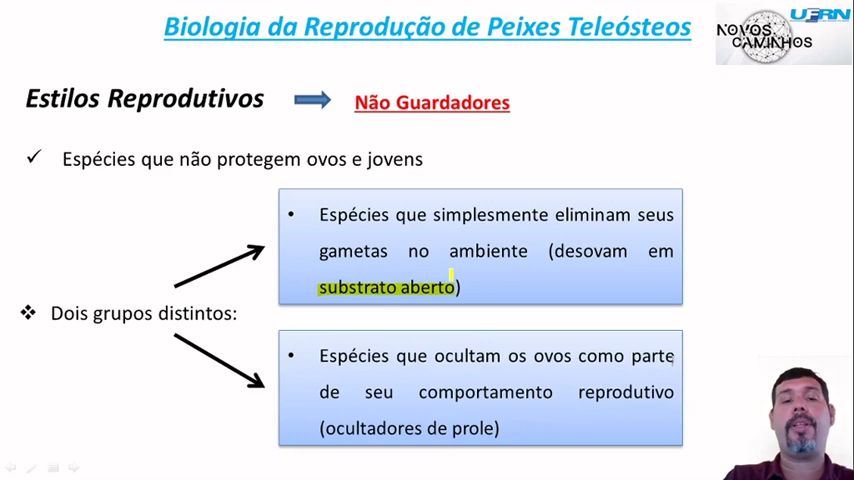 Biologia da Reprodução de Peixes Teleósteos
UFRN
NOVOS
CAMINHOS
Estilos Reprodutivos
Não Guardadores
✓ Espécies que não protegem ovos e jovens
• Espécies que simplesmente eliminam seus
gametas no ambiente (desovam em
substrato aberto)
❖ Dois grupos distintos:
• Espécies que ocultam os ovos como parte
de seu comportamento reprodutivo
(ocultadores de prole)